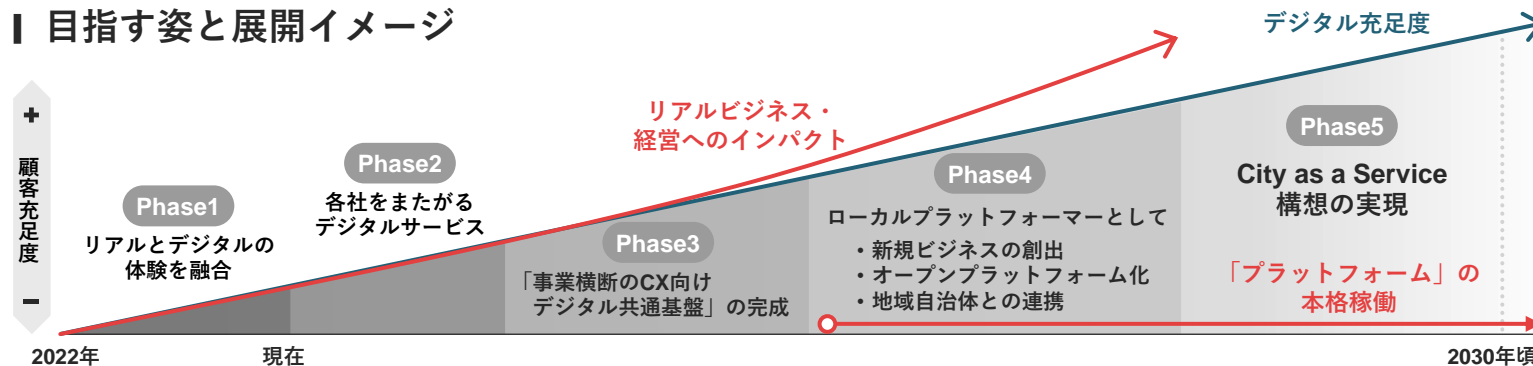 目指す姿と展開イメージ
デジタル充足度
リアルビジネス・
経営へのインパクト
+
顧客充足度
−
Phase1
リアルとデジタルの
体験を融合
Phase2
各社をまたがる
デジタルサービス
Phase3
「事業横断のCX向け
デジタル共通基盤」の完成
Phase4
ローカルプラットフォーマーとして
・新規ビジネスの創出
・オープンプラットフォーム化
・地域自治体との連携
Phase5
City as a Service
構想の実現
「プラットフォーム」の
本格稼働
2022年
現在
2030年頃